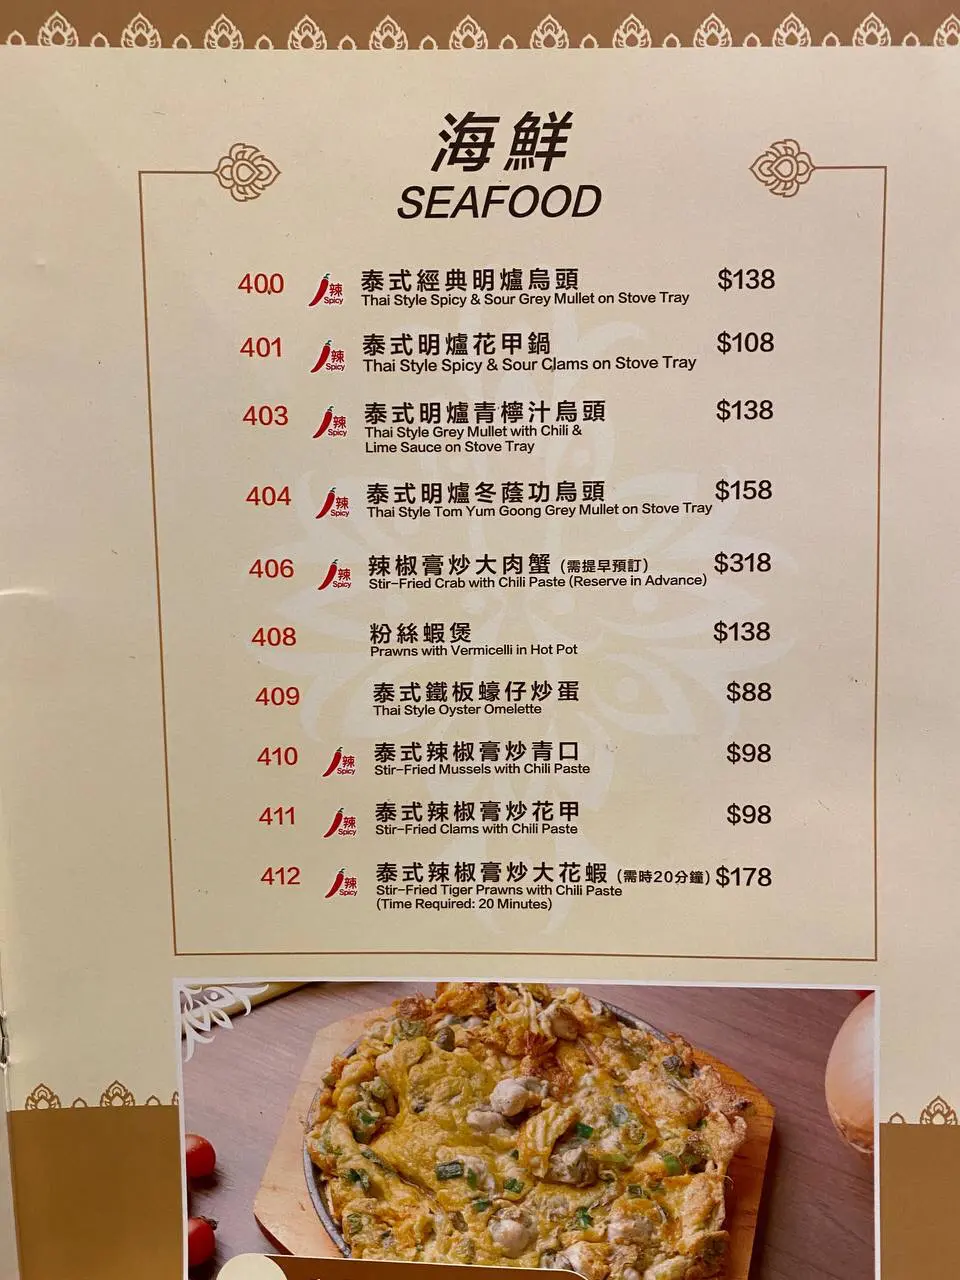 海鮮
SEAFOOD
400 辣 Spicy 泰式經典明爐烏頭 $138
Thai Style Spicy & Sour Grey Mullet on Stove Tray
401 辣 Spicy 泰式明爐花甲鍋 $108
Thai Style Spicy & Sour Clams on Stove Tray
403 辣 Spicy 泰式明爐青檸汁烏頭 $138
Thai Style Grey Mullet with Chili &
Lime Sauce on Stove Tray
404 辣 Spicy 泰式明爐冬蔭功烏頭 $158
Thai Style Tom Yum Goong Grey Mullet on Stove Tray
406 辣 Spicy 辣椒膏炒大肉蟹 (需提早預訂) $318
Stir-Fried Crab with Chili Paste (Reserve in Advance)
408 粉絲蝦煲 $138
Prawns with Vermicelli in Hot Pot
409 泰式鐵板蠔仔炒蛋 $88
Thai Style Oyster Omelette
410 辣 Spicy 泰式辣椒膏炒青口 $98
Stir-Fried Mussels with Chili Paste
411 辣 Spicy 泰式辣椒膏炒花甲 $98
Stir-Fried Clams with Chili Paste
412 辣 Spicy 泰式辣椒膏炒大花蝦 (需時20分鐘) $178
Stir-Fried Tiger Prawns with Chili Paste
(Time Required: 20 Minutes)